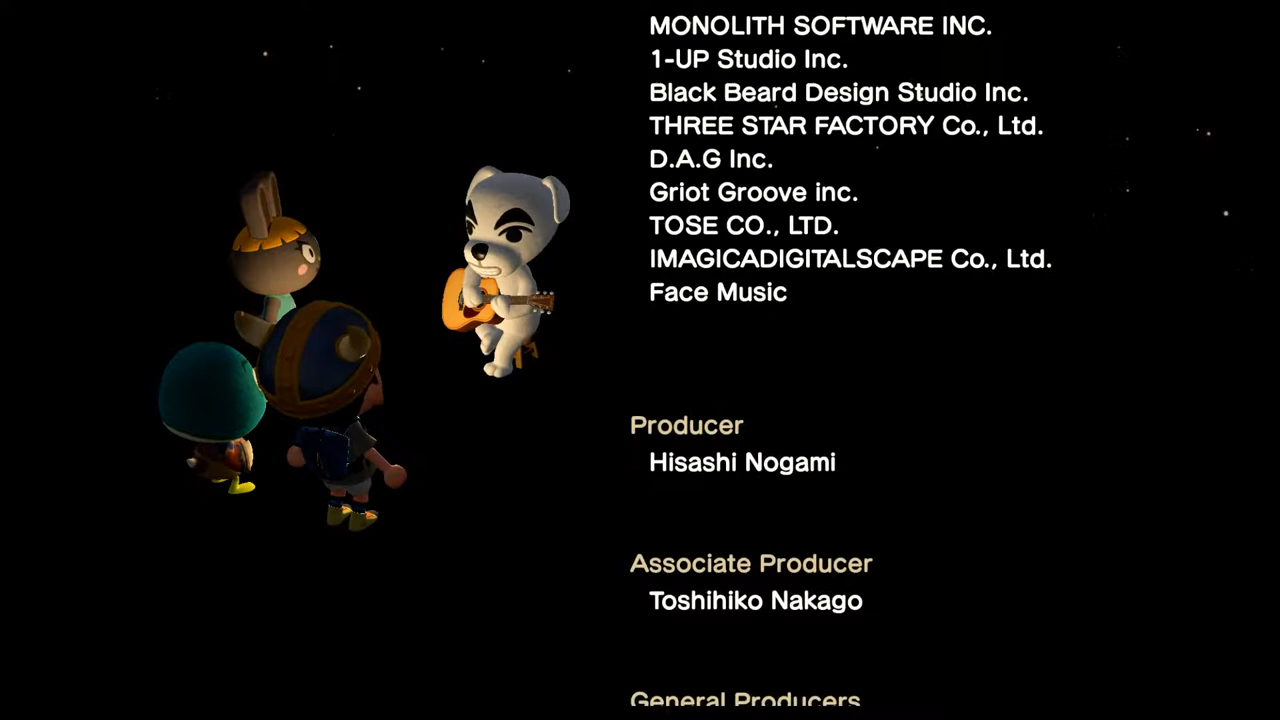 MONOLITH SOFTWARE INC.
1-UP Studio Inc.
Black Beard Design Studio Inc.
THREE STAR FACTORY Co., Ltd.
D.A.G Inc.
Griot Groove inc.
TOSE CO., LTD.
IMAGICADIGITALSCAPE Co., Ltd.
Face Music
Producer
Hisashi Nogami
Associate Producer
Toshihiko Nakago
General Producers